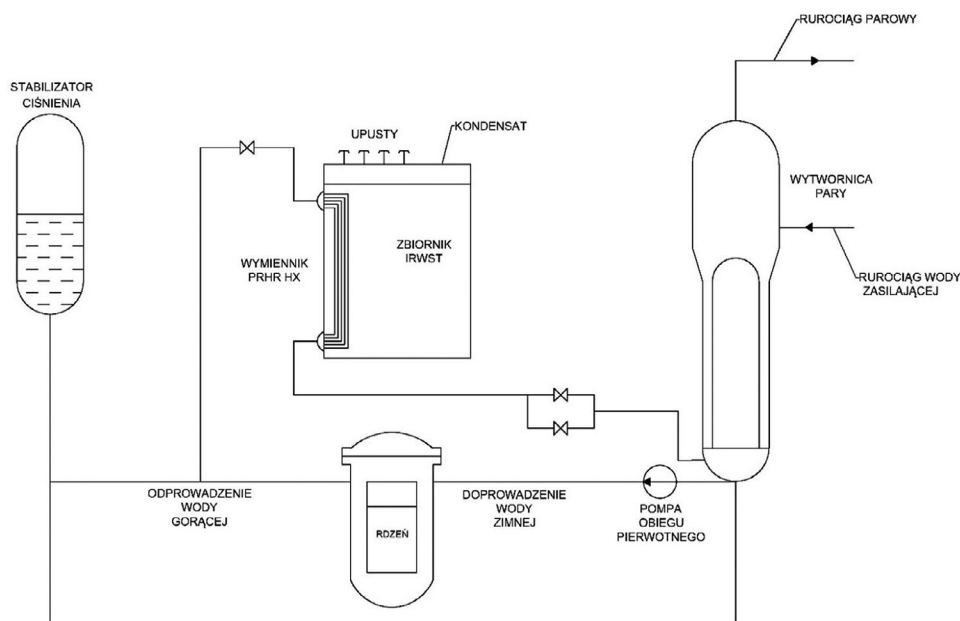 RUROCIĄG PAROWY
STABILIZATOR
CIŚNIENIA
UPUSTY
KONDENSAT
WYTWORNICA
PARY
WYMIENNIK
PRHR HX
ZBIORNIK
IRWST
RUROCIĄG WODY
ZASILAJĄCEJ
ODPROWADZENIE
WODY
GORĄCEJ
RDZEŃ
DOPROWADZENIE
WODY
ZIMNEJ
POMPA
OBIEGU
PIERWOTNEGO